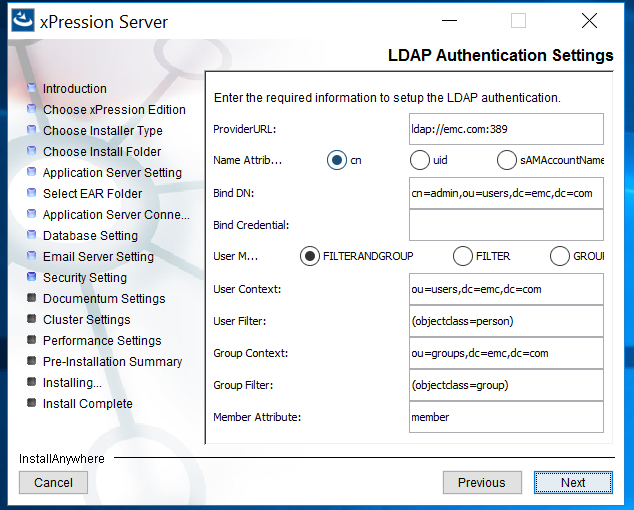 xPression Server
LDAP Authentication Settings
Introduction
Choose xPression Edition
Choose Installer Type
Choose Install Folder
Application Server Setting
Select EAR Folder
Application Server Conne...
Database Setting
Email Server Setting
Security Setting
Documentum Settings
Cluster Settings
Performance Settings
Pre-Installation Summary
Installing...
Install Complete
Enter the required information to setup the LDAP authentication.
ProviderURL: ldap://emc.com:389
Name Attrib... cn uid sAMAccountName
Bind DN: cn=admin,ou=users,dc=emc,dc=com
Bind Credential:
User M... FILTERANDGROUP FILTER GROU
User Context: ou=users,dc=emc,dc=com
User Filter: (objectclass=person)
Group Context: ou=groups,dc=emc,dc=com
Group Filter: (objectclass=group)
Member Attribute: member
InstallAnywhere
Cancel Previous Next